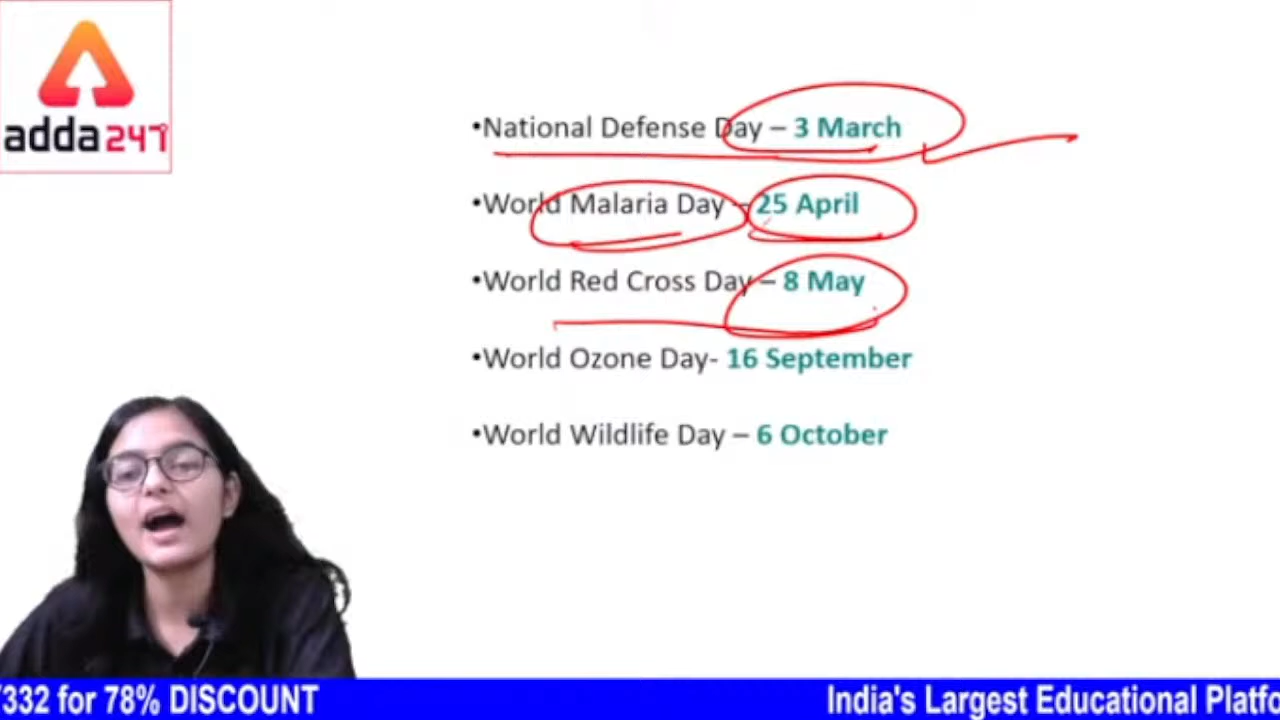 adda247
•National Defense Day – 3 March
•World Malaria Day – 25 April
•World Red Cross Day – 8 May
•World Ozone Day- 16 September
•World Wildlife Day – 6 October
332 for 78% DISCOUNT
India's Largest Educational Platfo